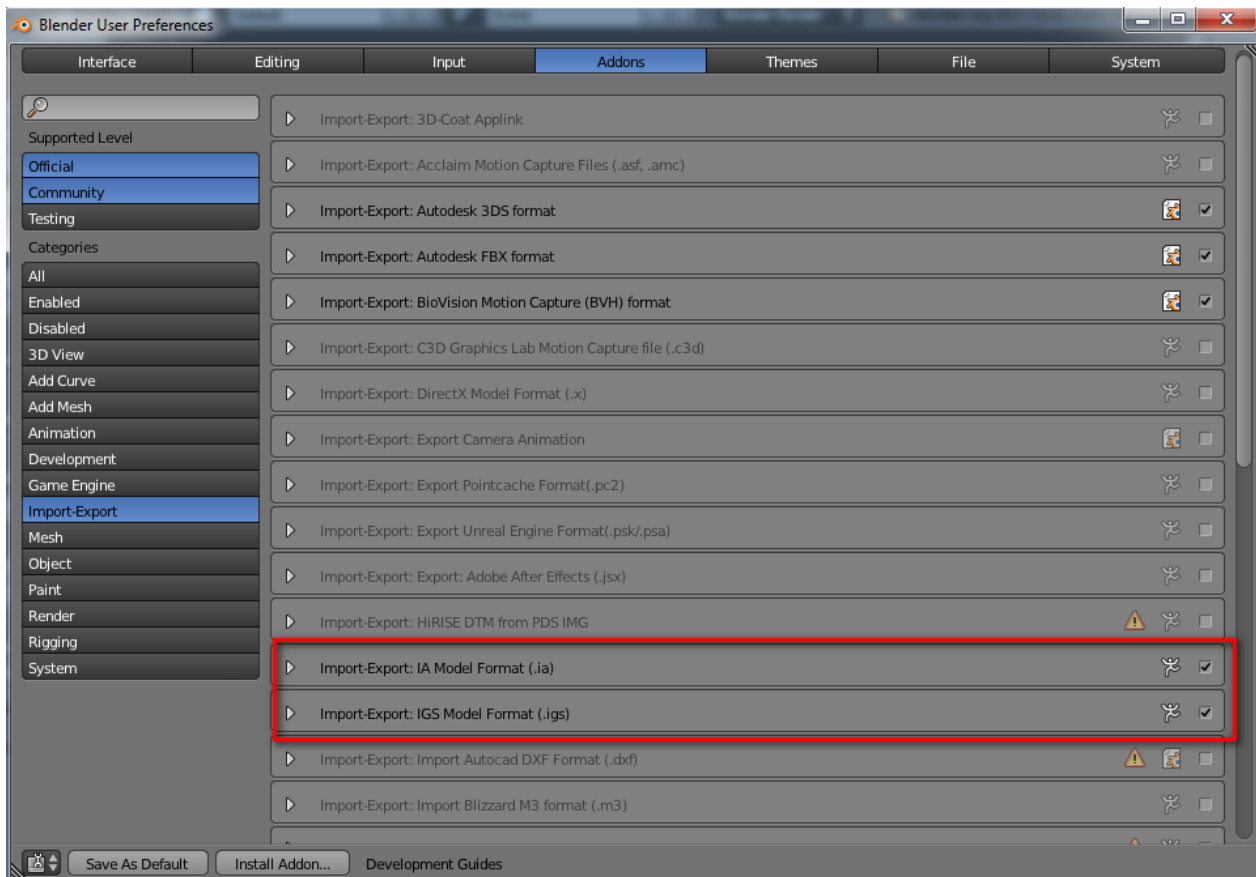 Blender User Preferences
Interface Editing Input Addons Themes File System
Supported Level
Official
Community
Testing
Categories
All
Enabled
Disabled
3D View
Add Curve
Add Mesh
Animation
Development
Game Engine
Import-Export
Mesh
Object
Paint
Render
Rigging
System
Import-Export: 3D-Coat Applink
Import-Export: Acclaim Motion Capture Files (.asf, .amc)
Import-Export: Autodesk 3DS format
Import-Export: Autodesk FBX format
Import-Export: BioVision Motion Capture (BVH) format
Import-Export: C3D Graphics Lab Motion Capture file (.c3d)
Import-Export: DirectX Model Format (.x)
Import-Export: Export Camera Animation
Import-Export: Export Pointcache Format(.pc2)
Import-Export: Export Unreal Engine Format(.psk/.psa)
Import-Export: Export: Adobe After Effects (.jsx)
Import-Export: HiRISE DTM from PDS IMG
Import-Export: IA Model Format (.ia)
Import-Export: IGS Model Format (.igs)
Import-Export: Import Autocad DXF Format (.dxf)
Import-Export: Import Blizzard M3 format (.m3)
Save As Default Install Addon... Development Guides